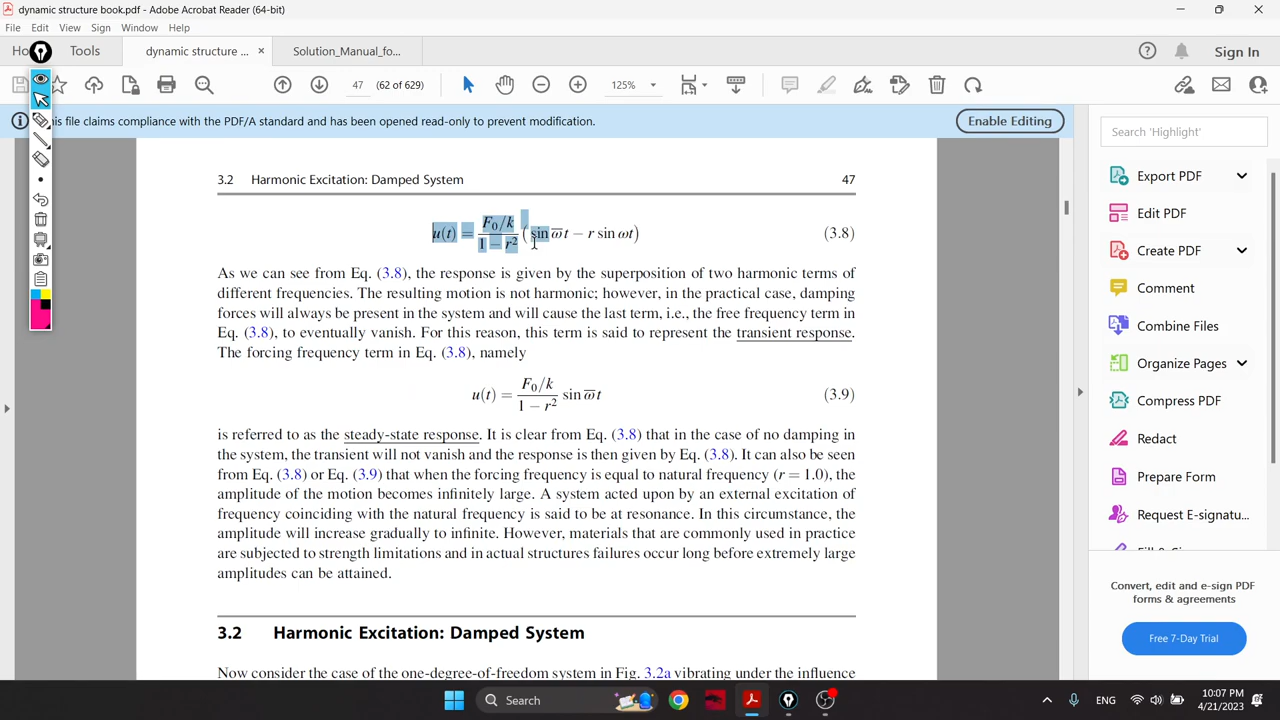 dynamic structure book.pdf - Adobe Acrobat Reader (64-bit)
File Edit View Sign Window Help
Ho Tools dynamic structure ... × Solution_Manual_fo... Sign In
47 (62 of 629) 125%
is file claims compliance with the PDF/A standard and has been opened read-only to prevent modification. Enable Editing
3.2 Harmonic Excitation: Damped System 47
u(t) = F₀/k / 1 − r² ( sin ω̅ t − r sin ωt) (3.8)
As we can see from Eq. (3.8), the response is given by the superposition of two harmonic terms of
different frequencies. The resulting motion is not harmonic; however, in the practical case, damping
forces will always be present in the system and will cause the last term, i.e., the free frequency term in
Eq. (3.8), to eventually vanish. For this reason, this term is said to represent the transient response.
The forcing frequency term in Eq. (3.8), namely
u(t) = F₀/k / 1 − r² sin ω̅ t (3.9)
is referred to as the steady-state response. It is clear from Eq. (3.8) that in the case of no damping in
the system, the transient will not vanish and the response is then given by Eq. (3.8). It can also be seen
from Eq. (3.8) or Eq. (3.9) that when the forcing frequency is equal to natural frequency (r = 1.0), the
amplitude of the motion becomes infinitely large. A system acted upon by an external excitation of
frequency coinciding with the natural frequency is said to be at resonance. In this circumstance, the
amplitude will increase gradually to infinite. However, materials that are commonly used in practice
are subjected to strength limitations and in actual structures failures occur long before extremely large
amplitudes can be attained.
3.2 Harmonic Excitation: Damped System
Now consider the case of the one-degree-of-freedom system in Fig. 3.2a vibrating under the influence
Search 'Highlight'
Export PDF
Edit PDF
Create PDF
Comment
Combine Files
Organize Pages
Compress PDF
Redact
Prepare Form
Request E-signatu...
Convert, edit and e-sign PDF
forms & agreements
Free 7-Day Trial
Search
ENG
10:07 PM
4/21/2023